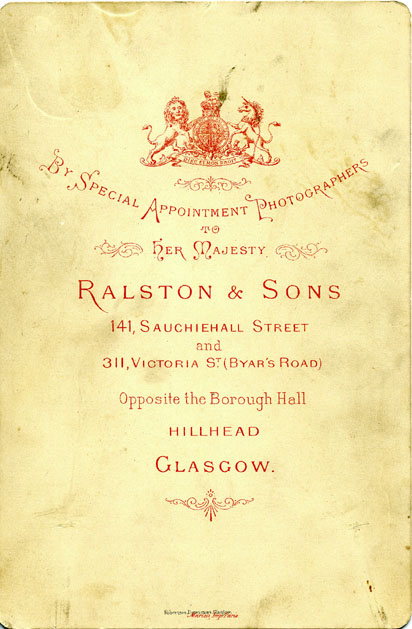 DIEU ET MON DROIT
BY SPECIAL APPOINTMENT PHOTOGRAPHERS
TO
HER MAJESTY
RALSTON & SONS
141, SAUCHIEHALL STREET
and
311, VICTORIA ST. (BYAR'S ROAD)
Opposite the Borough Hall
HILLHEAD
GLASGOW.